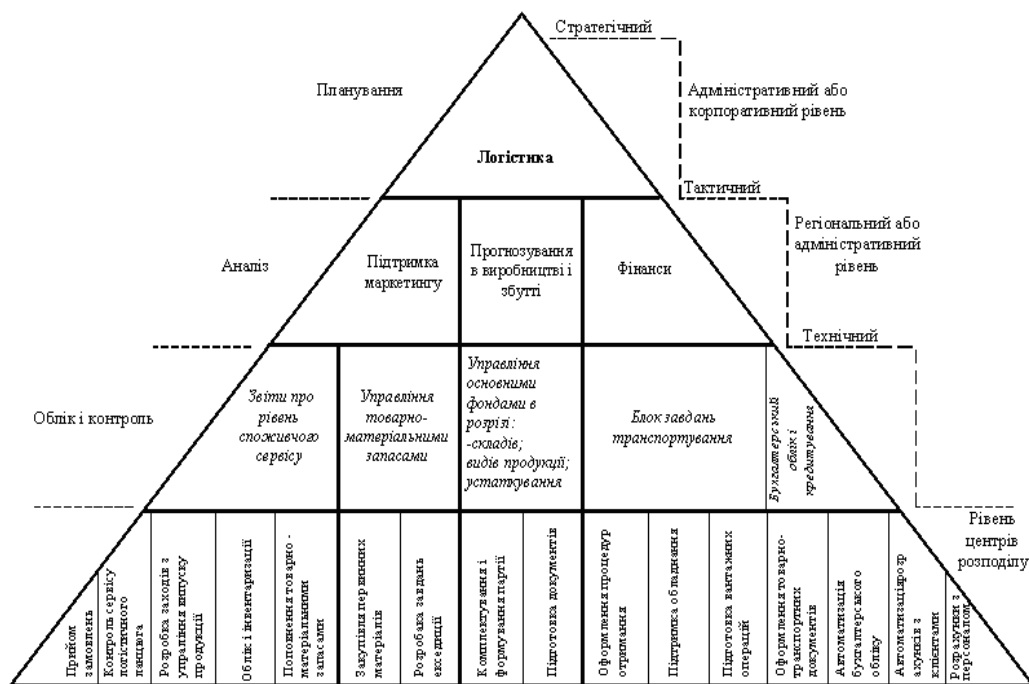 Стратегічний
Планування
Адміністративний або
корпоративний рівень
Логістика
Тактичний
Аналіз
Підтримка
маркетингу
Прогнозування
в виробництві і
збутті
Фінанси
Регіональний або
адміністративний
рівень
Технічний
Облік і контроль
Звіти про
рівень
споживчого
сервісу
Управління
товарно-
матеріальними
запасами
Управління
основними
фондами в
розрізі:
-складів;
видів продукції;
устаткування
Блок завдань
транспортування
Бухгалтерський
облік і
кредитування
Рівень
центрів
розподілу
Прийом
замовлень
Контроль сервісу
логістичного
ланцюга
Розробка заходів з
управління випуску
продукції
Облік і інвентаризації
Поповнення товарно -
матеріальними
запасами
Закупівля первинних
матеріалів
Розробака завдань
експедиції
Комплектування і
формування партії
Підготовка документів
Оформлення процедур
отримання
Підтримка обладнання
Підготовка вантажних
операцій
Оформлення товарно-
транспортних
документів
Автоматизація
бухгалтерського
обліку
Автоматизаціярозр
ахунків з
клієнтами
Розрахунки з
персоналом